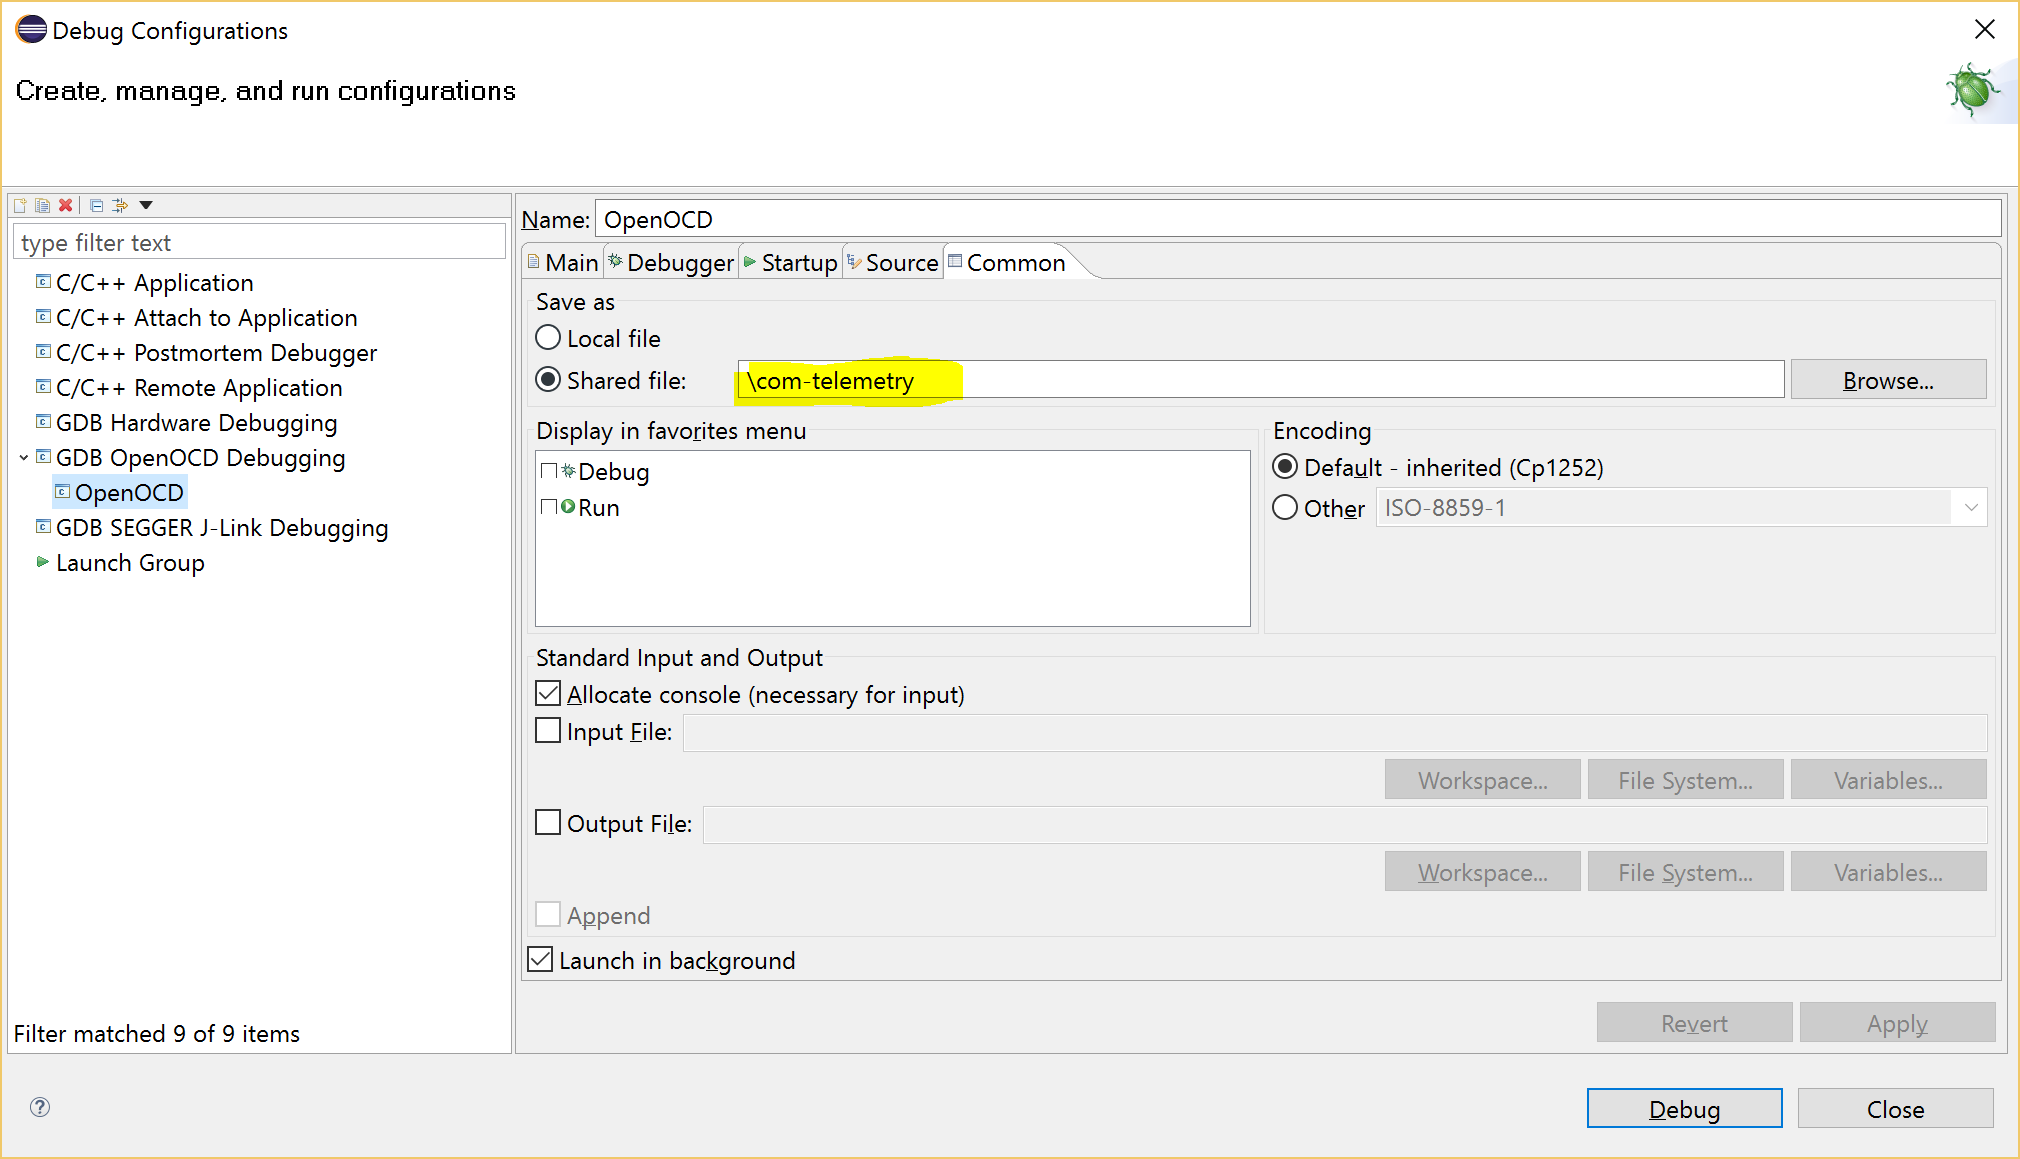 Debug Configurations
Create, manage, and run configurations
type filter text
C/C++ Application
C/C++ Attach to Application
C/C++ Postmortem Debugger
C/C++ Remote Application
GDB Hardware Debugging
GDB OpenOCD Debugging
OpenOCD
GDB SEGGER J-Link Debugging
Launch Group
Filter matched 9 of 9 items
Name: OpenOCD
Main Debugger Startup Source Common
Save as
Local file
Shared file: \com-telemetry Browse...
Display in favorites menu
Debug
Run
Encoding
Default - inherited (Cp1252)
Other ISO-8859-1
Standard Input and Output
Allocate console (necessary for input)
Input File:
Workspace... File System... Variables...
Output File:
Workspace... File System... Variables...
Append
Launch in background
Revert Apply
Debug Close